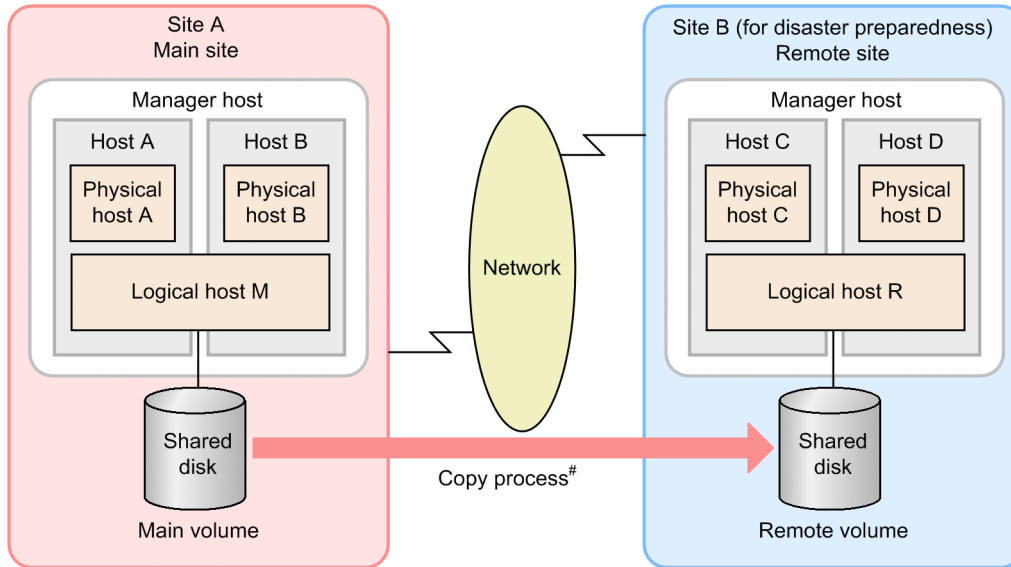 Site A
Main site
Manager host
Host A
Host B
Physical
host A
Physical
host B
Logical host M
Shared
disk
Main volume
Network
Copy process#
Site B (for disaster preparedness)
Remote site
Manager host
Host C
Host D
Physical
host C
Physical
host D
Logical host R
Shared
disk
Remote volume